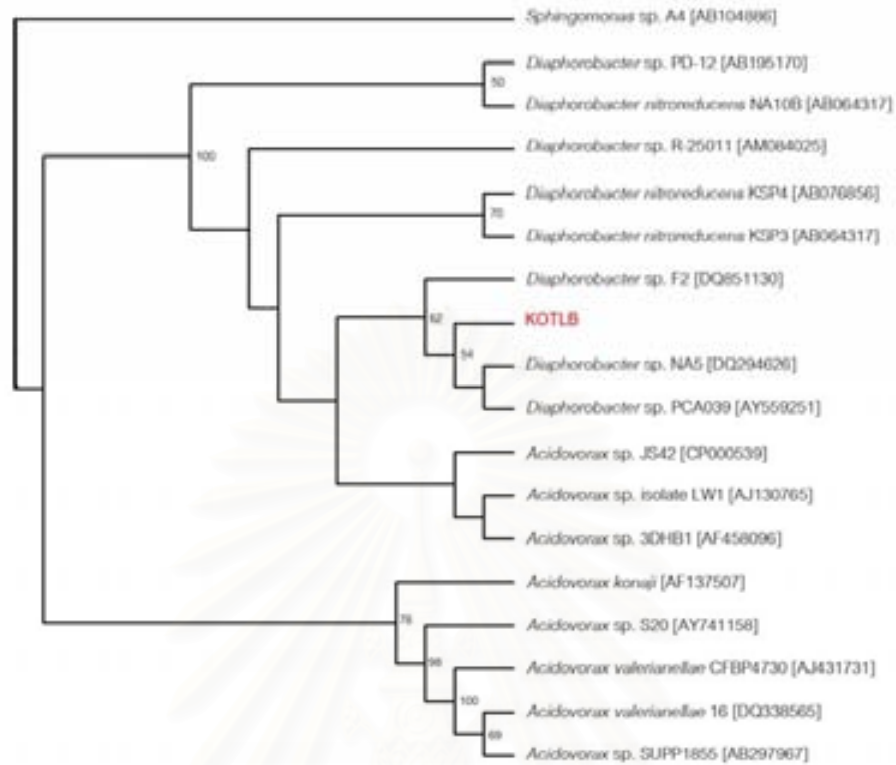 Sphingomonas sp. A4 [AB104886]
Diaphorobacter sp. PD-12 [AB195170]
50
Diaphorobacter nitroreducens NA10B [AB064317]
100
Diaphorobacter sp. R-25011 [AM084025]
Diaphorobacter nitroreducens KSP4 [AB076856]
70
Diaphorobacter nitroreducens KSP3 [AB064317]
Diaphorobacter sp. F2 [DQ851130]
62
KOTLB
54
Diaphorobacter sp. NA5 [DQ294626]
Diaphorobacter sp. PCA039 [AY559251]
Acidovorax sp. JS42 [CP000539]
Acidovorax sp. isolate LW1 [AJ130765]
Acidovorax sp. 3DHB1 [AF458096]
Acidovorax konaji [AF137507]
76
Acidovorax sp. S20 [AY741158]
98
Acidovorax valerianellae CFBP4730 [AJ431731]
100
Acidovorax valerianellae 16 [DQ338565]
69
Acidovorax sp. SUPP1855 [AB297967]